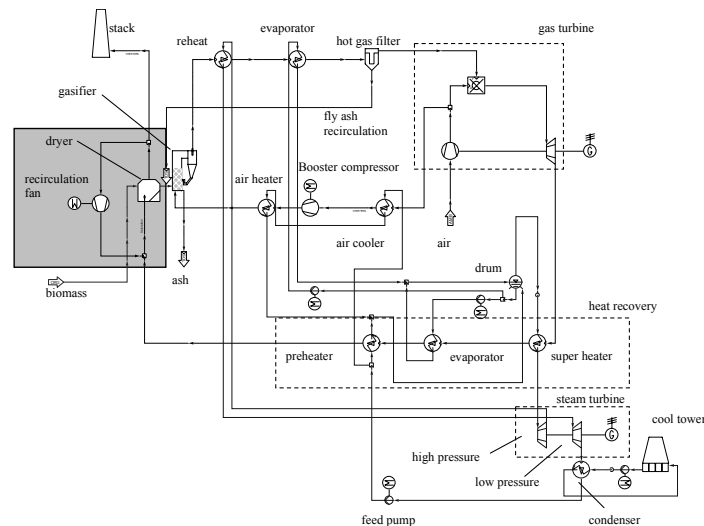 stack
reheat
evaporator
hot gas filter
gas turbine
gasifier
fly ash
recirculation
dryer
recirculation
fan
Booster compressor
air heater
G
air cooler
air
biomass
ash
drum
heat recovery
preheater
evaporator
super heater
steam turbine
cool tower
G
high pressure
low pressure
feed pump
condenser